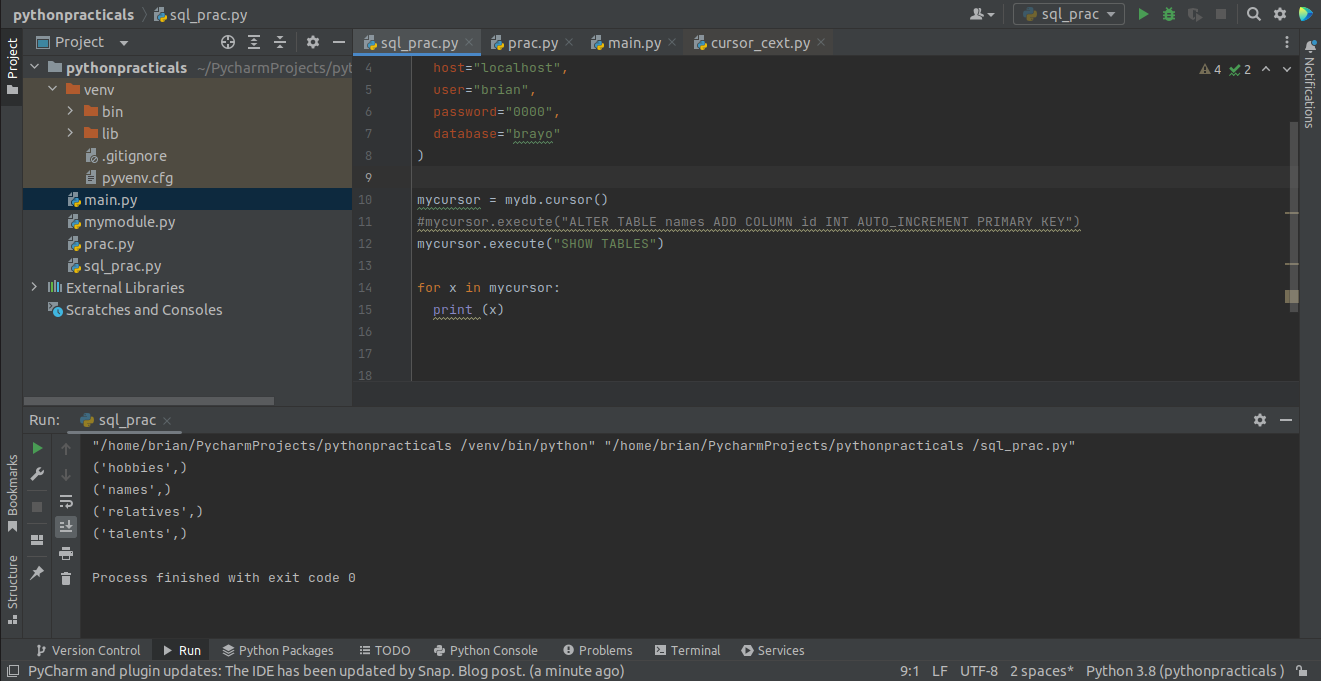 pythonpracticals sql_prac.py
sql_prac
Project
sql_prac.py prac.py main.py cursor_cext.py
Project
pythonpracticals ~/PycharmProjects/pyt
venv
bin
lib
.gitignore
pyvenv.cfg
main.py
mymodule.py
prac.py
sql_prac.py
External Libraries
Scratches and Consoles
4 host="localhost",
5 user="brian",
6 password="0000",
7 database="brayo"
8 )
9
10 mycursor = mydb.cursor()
11 #mycursor.execute("ALTER TABLE names ADD COLUMN id INT AUTO_INCREMENT PRIMARY KEY")
12 mycursor.execute("SHOW TABLES")
13
14 for x in mycursor:
15 print (x)
16
17
18
4 2
Notifications
Run: sql_prac
"/home/brian/PycharmProjects/pythonpracticals /venv/bin/python" "/home/brian/PycharmProjects/pythonpracticals /sql_prac.py"
('hobbies',)
('names',)
('relatives',)
('talents',)
Process finished with exit code 0
Bookmarks
Structure
Version Control Run Python Packages TODO Python Console Problems Terminal Services
PyCharm and plugin updates: The IDE has been updated by Snap. Blog post. (a minute ago) 9:1 LF UTF-8 2 spaces* Python 3.8 (pythonpracticals )